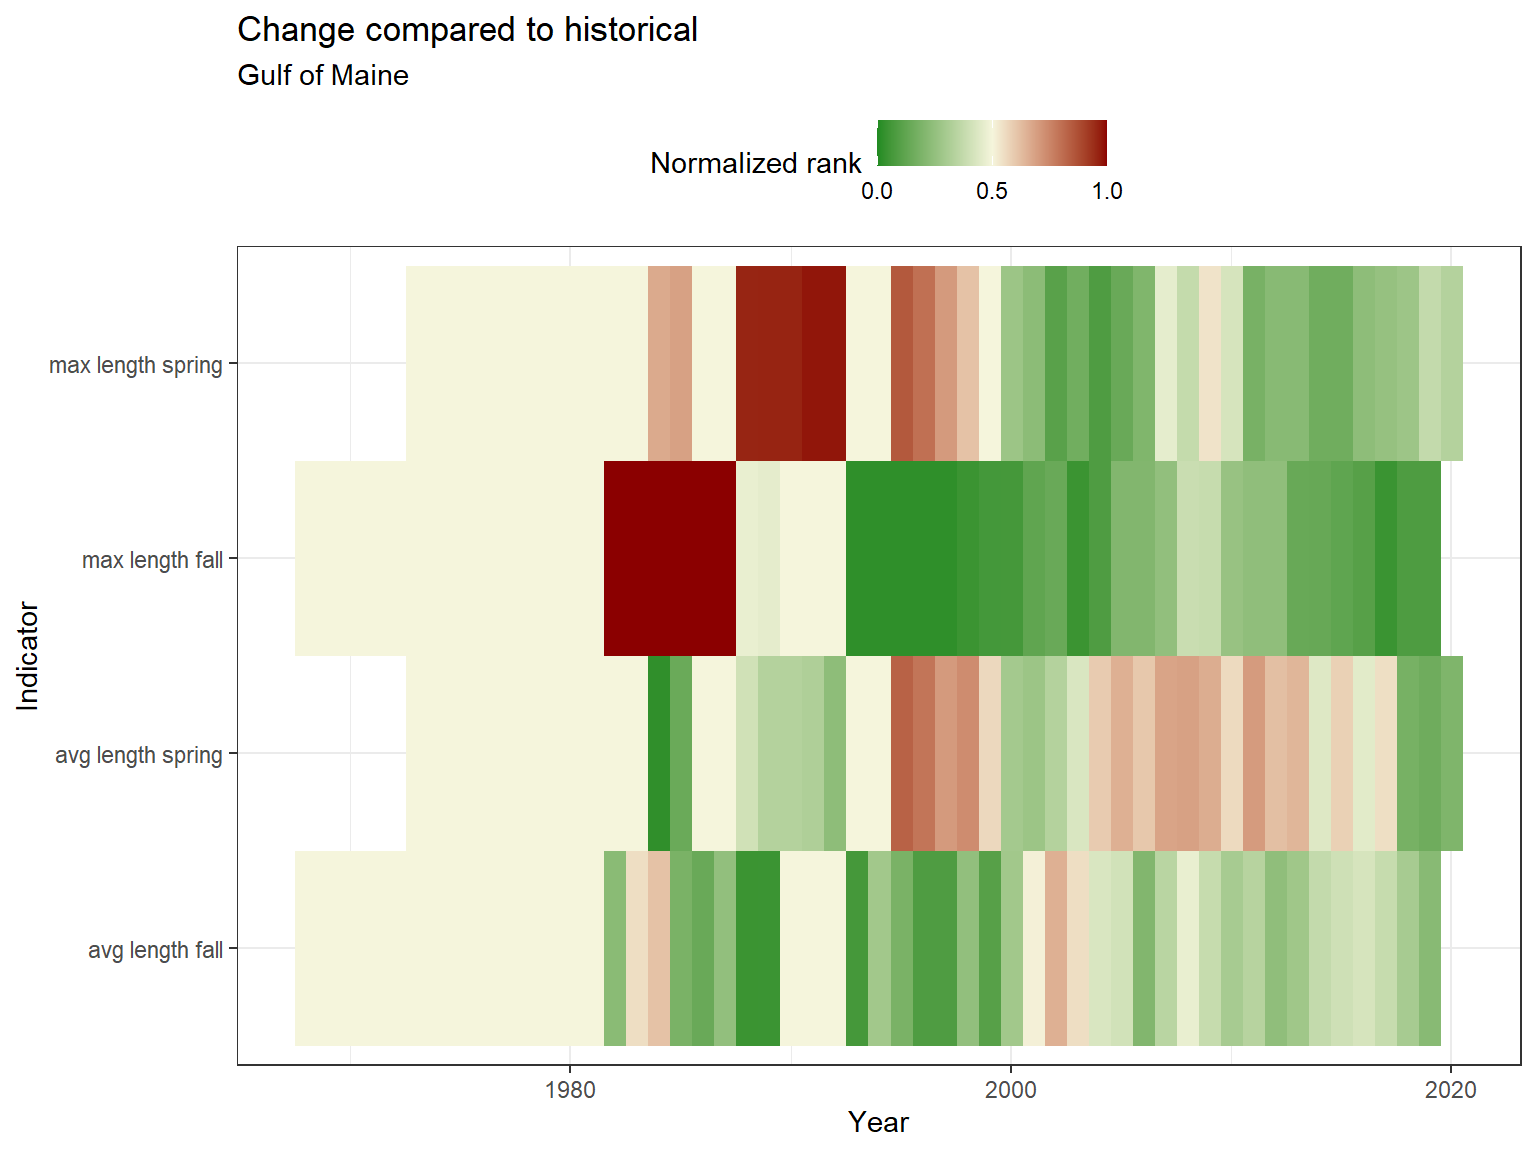 Change compared to historical
Gulf of Maine
Normalized rank
0.0 0.5 1.0
max length spring
max length fall
avg length spring
avg length fall
Indicator
1980 2000 2020
Year